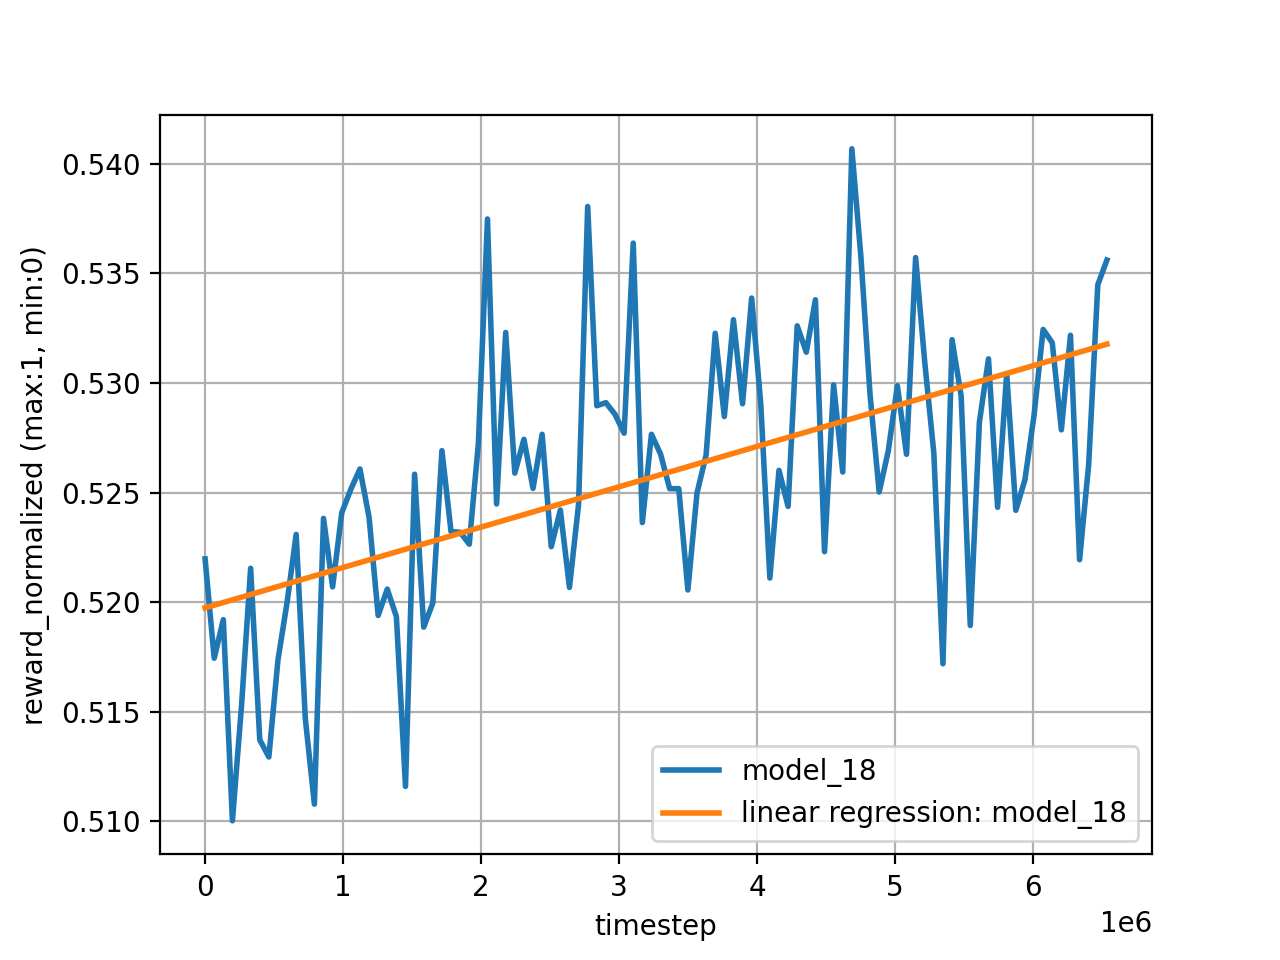 0.540
0.535
0.530
0.525
0.520
0.515
0.510
reward_normalized (max:1, min:0)
model_18
linear regression: model_18
0 1 2 3 4 5 6
1e6
timestep